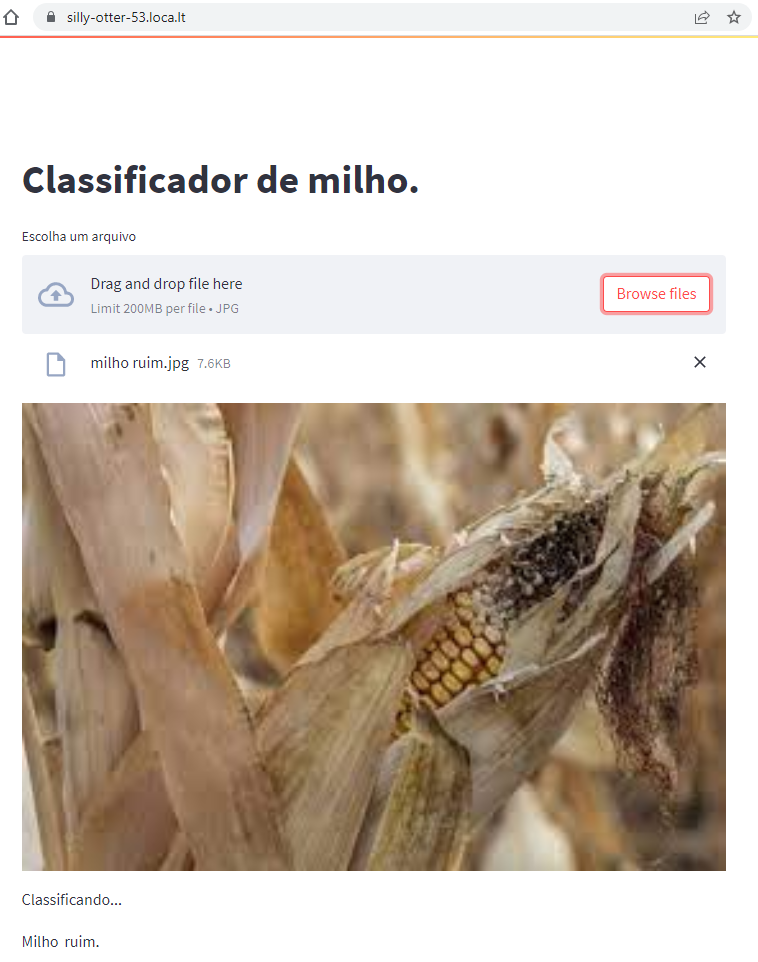 silly-otter-53.loca.lt
Classificador de milho.
Escolha um arquivo
Drag and drop file here
Limit 200MB per file • JPG
Browse files
milho ruim.jpg 7.6KB
Classificando...
Milho ruim.